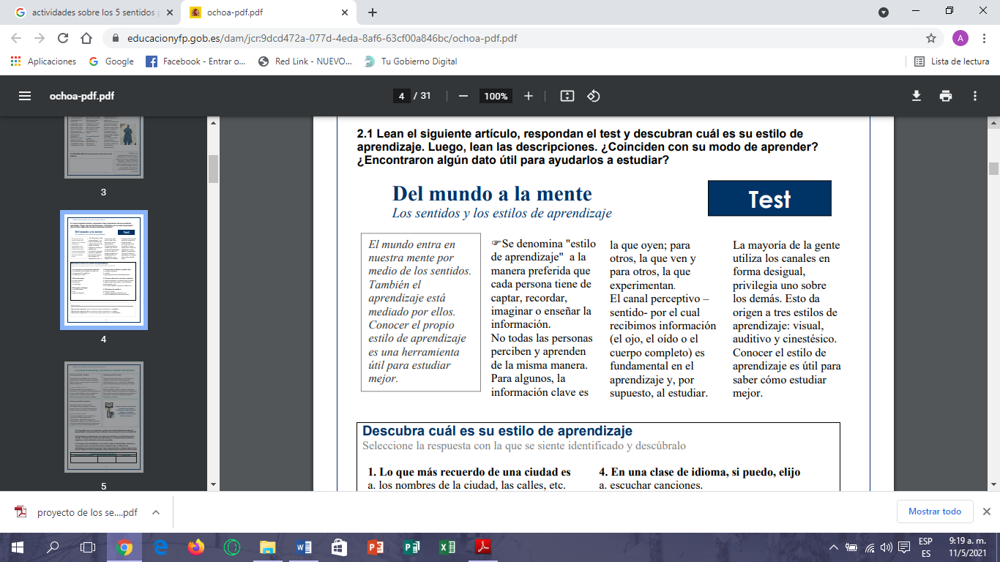 actividades sobre los 5 sentidos
ochoa-pdf.pdf
educacionyfp.gob.es/dam/jcr:9dcd472a-077d-4eda-8af6-63cf00a846bc/ochoa-pdf.pdf
A
Aplicaciones
Google
Facebook - Entrar o...
Red Link - NUEVO...
Tu Gobierno Digital
Lista de lectura
ochoa-pdf.pdf
4 / 31
100%
3
4
5
2.1 Lean el siguiente artículo, respondan el test y descubran cuál es su estilo de
aprendizaje. Luego, lean las descripciones. ¿Coinciden con su modo de aprender?
¿Encontraron algún dato útil para ayudarlos a estudiar?
Del mundo a la mente
Los sentidos y los estilos de aprendizaje
Test
El mundo entra en
nuestra mente por
medio de los sentidos.
También el
aprendizaje está
mediado por ellos.
Conocer el propio
estilo de aprendizaje
es una herramienta
útil para estudiar
mejor.
☞Se denomina "estilo
de aprendizaje" a la
manera preferida que
cada persona tiene de
captar, recordar,
imaginar o enseñar la
información.
No todas las personas
perciben y aprenden
de la misma manera.
Para algunos, la
información clave es
la que oyen; para
otros, la que ven y
para otros, la que
experimentan.
El canal perceptivo –
sentido- por el cual
recibimos información
(el ojo, el oído o el
cuerpo completo) es
fundamental en el
aprendizaje y, por
supuesto, al estudiar.
La mayoría de la gente
utiliza los canales en
forma desigual,
privilegia uno sobre
los demás. Esto da
origen a tres estilos de
aprendizaje: visual,
auditivo y cinestésico.
Conocer el estilo de
aprendizaje es útil para
saber cómo estudiar
mejor.
Descubra cuál es su estilo de aprendizaje
Seleccione la respuesta con la que se siente identificado y descúbralo
1. Lo que más recuerdo de una ciudad es
a. los nombres de la ciudad, las calles, etc.
4. En una clase de idioma, si puedo, elijo
a. escuchar canciones.
proyecto de los se....pdf
Mostrar todo
ESP
ES
9:19 a. m.
11/5/2021